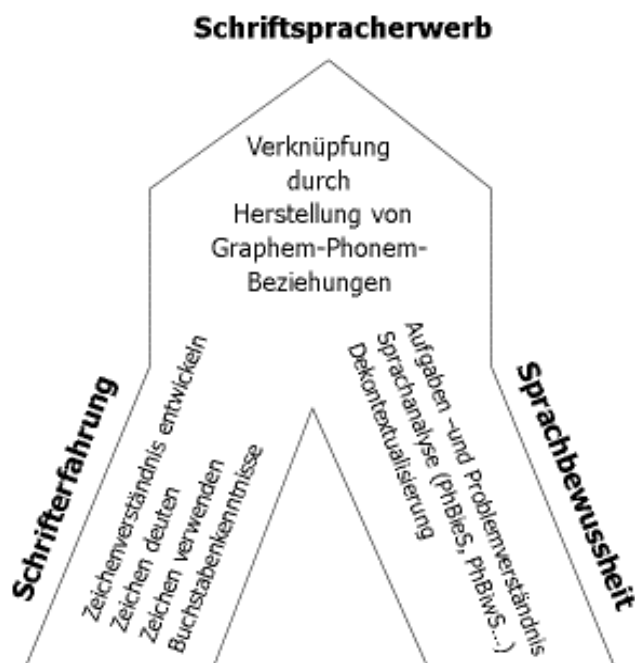 Schriftspracherwerb
Verknüpfung
durch
Herstellung von
Graphem-Phonem-
Beziehungen
Schrifterfahrung
Zeichenverständnis entwickeln
Zeichen deuten
Zeichen verwenden
Buchstabenkenntnisse
Aufgaben -und Problemverständnis
Sprachanalyse (PhBieS, PhBiwS...)
Dekontextualisierung
Sprachbewussheit